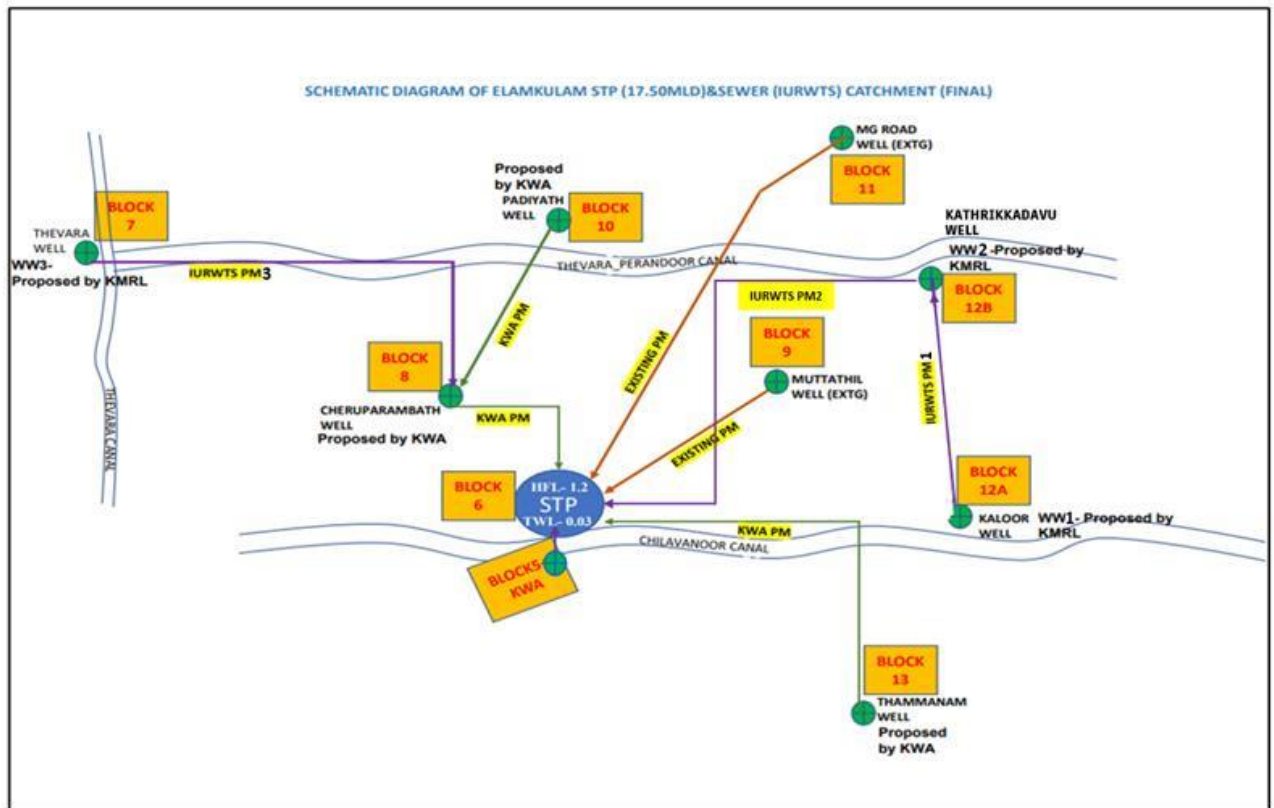 SCHEMATIC DIAGRAM OF ELAMKULAM STP (17.50MLD)&SEWER (IURWTS) CATCHMENT (FINAL)
MG ROAD
WELL (EXTG)
BLOCK
11
Proposed
by KWA
PADIYATH
WELL
BLOCK
10
BLOCK
7
THEVARA
WELL
WW3-
Proposed by KMRL
IURWTS PM3
THEVARA_PERANDOOR CANAL
KATHRIKKADAVU
WELL
WW2 -Proposed by
KMRL
BLOCK
12B
IURWTS PM2
KWA PM
EXISTING PM
BLOCK
9
MUTTATHIL
WELL (EXTG)
IURWTS PM 1
BLOCK
8
CHERUPARAMBATH
WELL
Proposed by KWA
KWA PM
EXISTING PM
THEVARA CANAL
BLOCK
6
HFL- 1.2
STP
TWL- 0.03
BLOCK
12A
KALOOR
WELL
WW1- Proposed by
KMRL
KWA PM
CHILAVANOOR CANAL
BLOCK5-
KWA
BLOCK
13
THAMMANAM
WELL
Proposed
by KWA